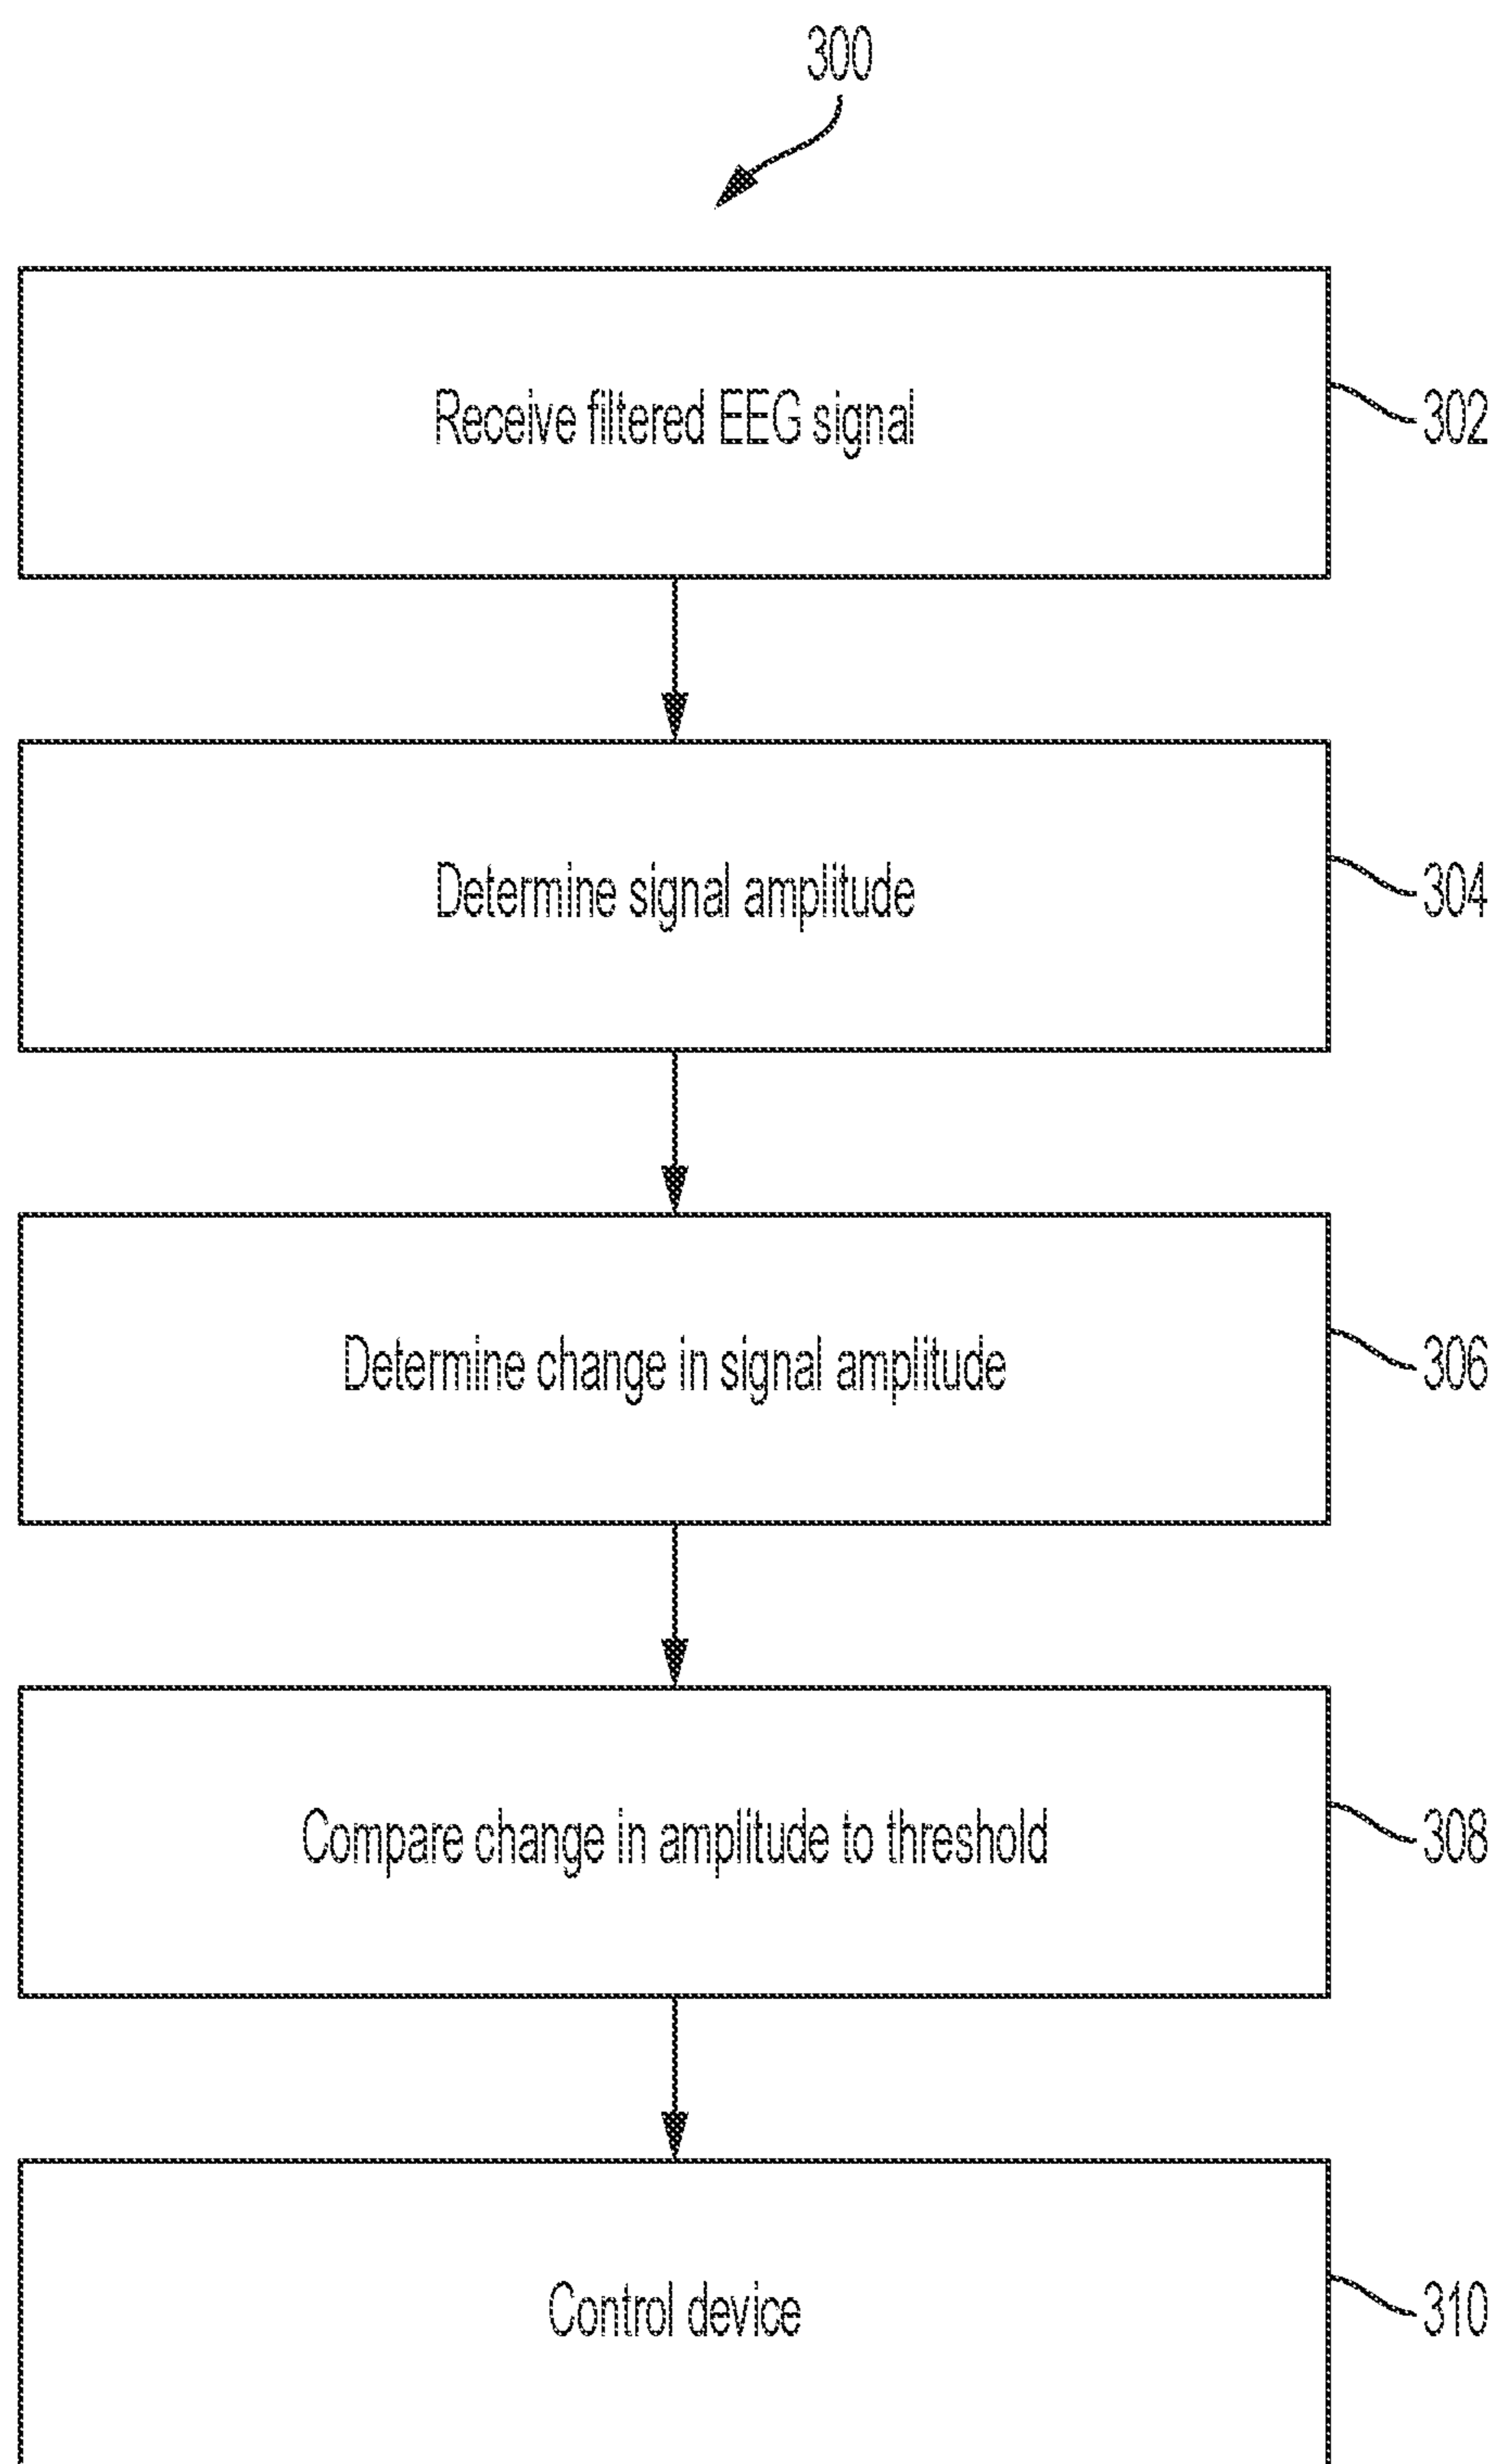 300
Receive filtered EEG signal
302
Determine signal amplitude
304
Determine change in signal amplitude
306
Compare change in amplitude to threshold
308
Control device
310